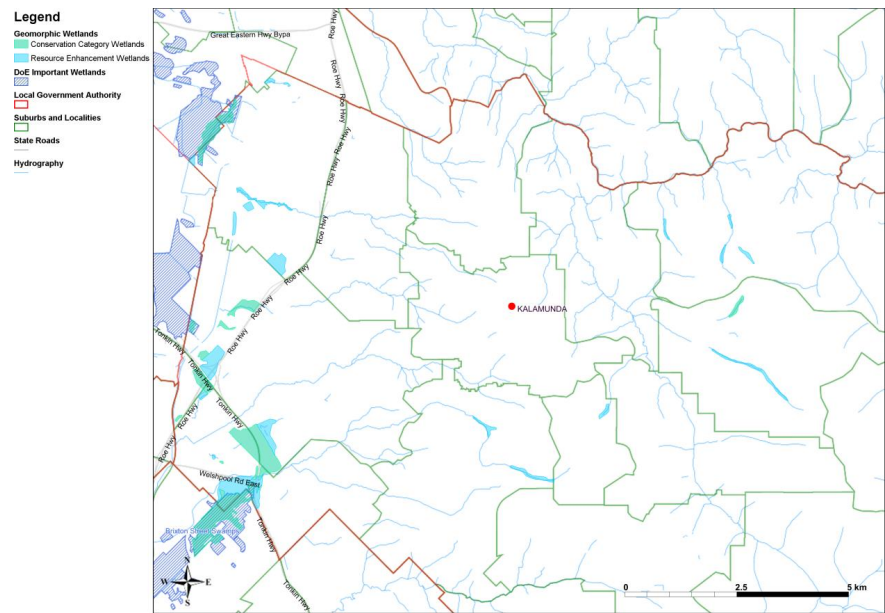 Legend
Geomorphic Wetlands
Conservation Category Wetlands
Resource Enhancement Wetlands
DoE Important Wetlands
Local Government Authority
Suburbs and Localities
State Roads
Hydrography
Great Eastern Hwy Bypa
Roe Hwy
Roe Hwy
Roe Hwy
Roe Hwy
Roe Hwy
Roe Hwy
Roe Hwy
Roe Hwy
Roe Hwy
KALAMUNDA
Tonkin Hwy
Tonkin Hwy
Roe Hwy
Tonkin Hwy
Roe Hwy
Welshpool Rd East
Brixton Street Swamps
Tonkin Hwy
Tonkin Hwy
N
W E
S
0 2.5 5 km